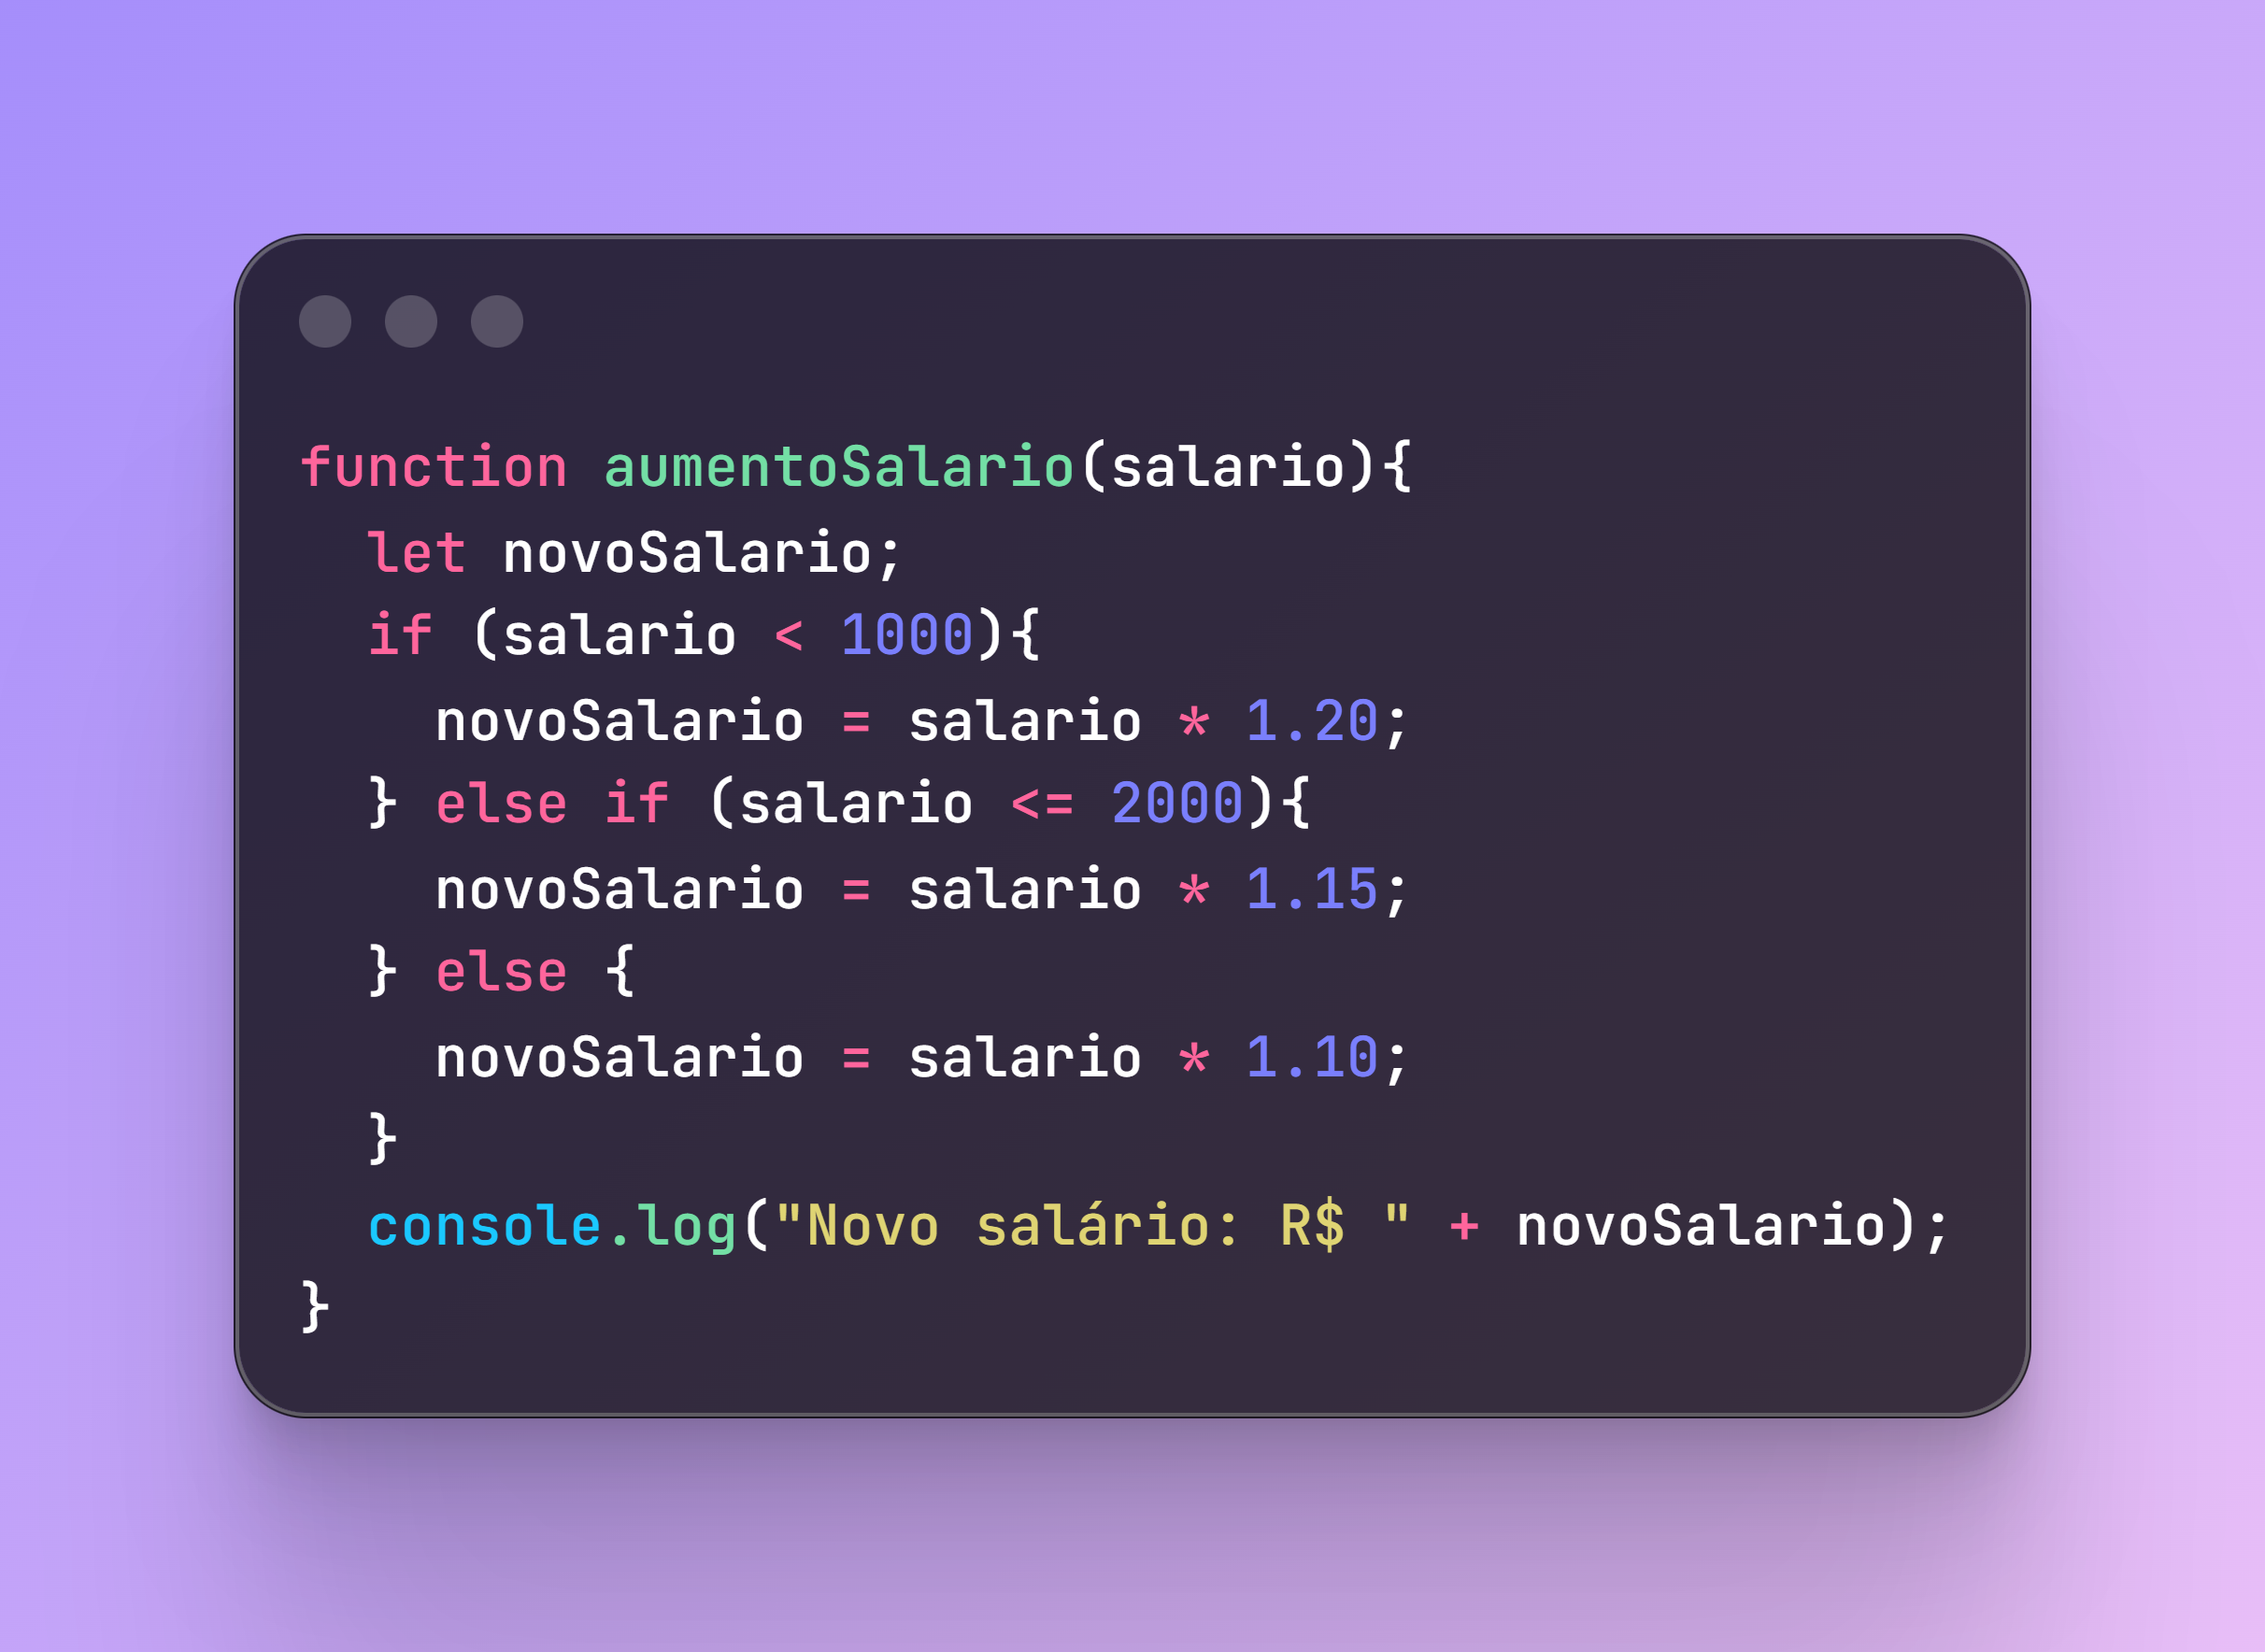 function aumentoSalario(salario){
  let novoSalario;
  if (salario < 1000){
    novoSalario = salario * 1.20;
  } else if (salario <= 2000){
    novoSalario = salario * 1.15;
  } else {
    novoSalario = salario * 1.10;
  }
  console.log("Novo salário: R$ " + novoSalario);
}